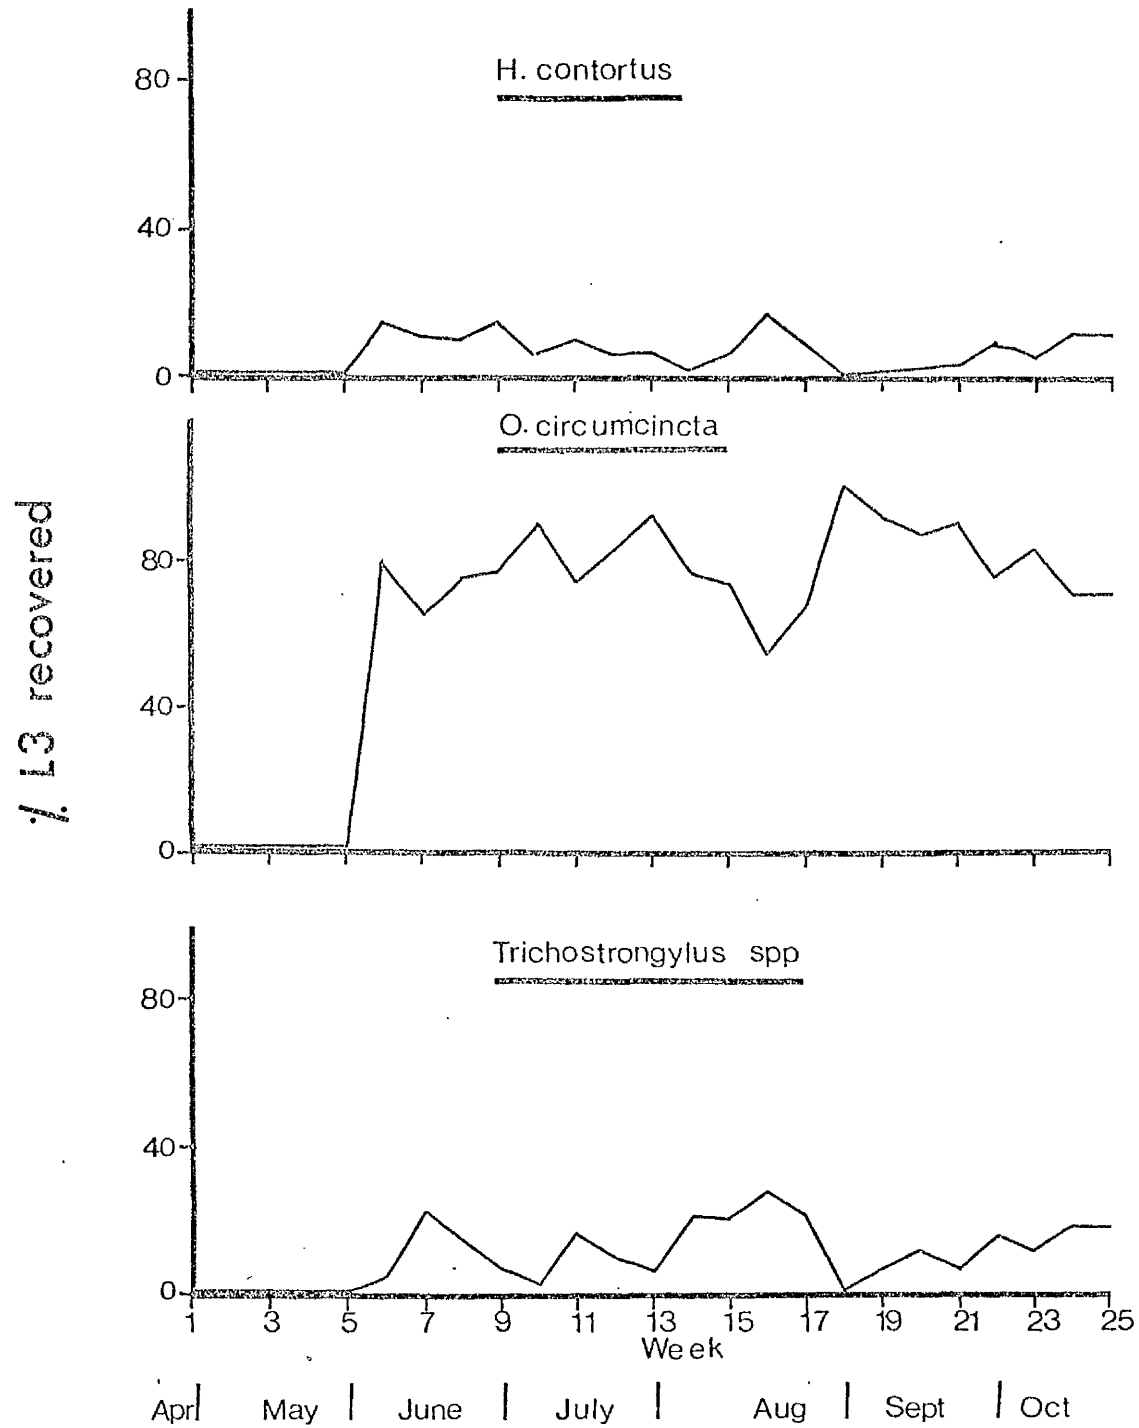 H. contortus
80
40
0
O. circumcincta
80
40
0
% L3 recovered
Trichostrongylus spp
80
40
0
1 3 5 7 9 11 13 15 17 19 21 23 25
Week
Apr May June July Aug Sept Oct